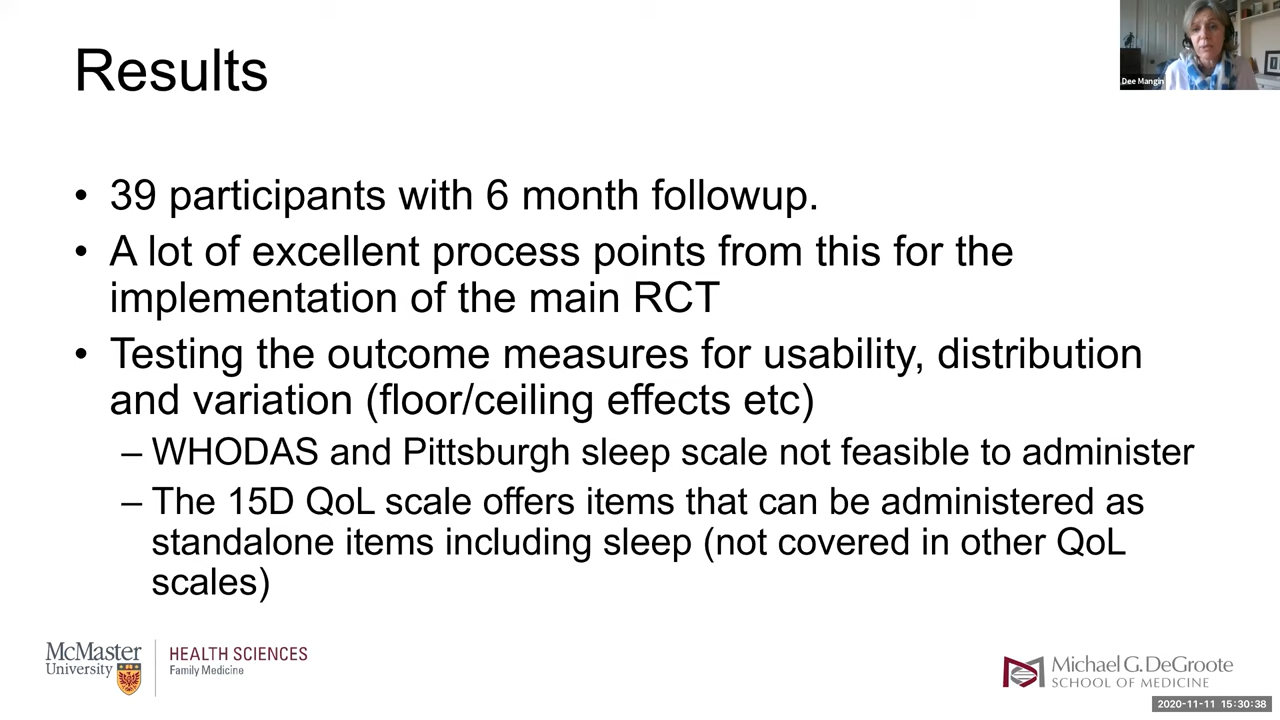 Results
Dee Mangin
• 39 participants with 6 month followup.
• A lot of excellent process points from this for the
implementation of the main RCT
• Testing the outcome measures for usability, distribution
and variation (floor/ceiling effects etc)
– WHODAS and Pittsburgh sleep scale not feasible to administer
– The 15D QoL scale offers items that can be administered as
standalone items including sleep (not covered in other QoL
scales)
McMaster
University
HEALTH SCIENCES
Family Medicine
Michael G. DeGroote
SCHOOL OF MEDICINE
2020-11-11 15:30:38